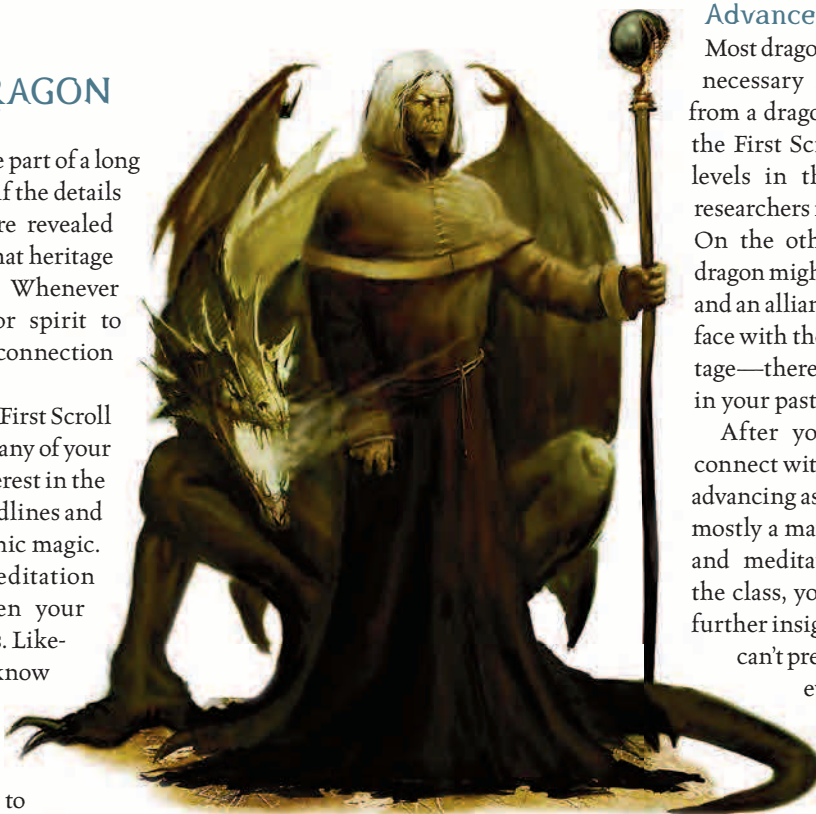 RAGON
part of a long
if the details
re revealed
hat heritage
Whenever
or spirit to
connection
First Scroll
any of your
erest in the
dlines and
nic magic.
editation
en your
s. Like-
know
to
Advance
Most drago
necessary
from a drago
the First Scr
levels in th
researchers
On the oth
dragon migh
and an allian
face with the
tage—there
in your past
After yo
connect wit
advancing as
mostly a ma
and medita
the class, yo
further insig
can't pre
ev